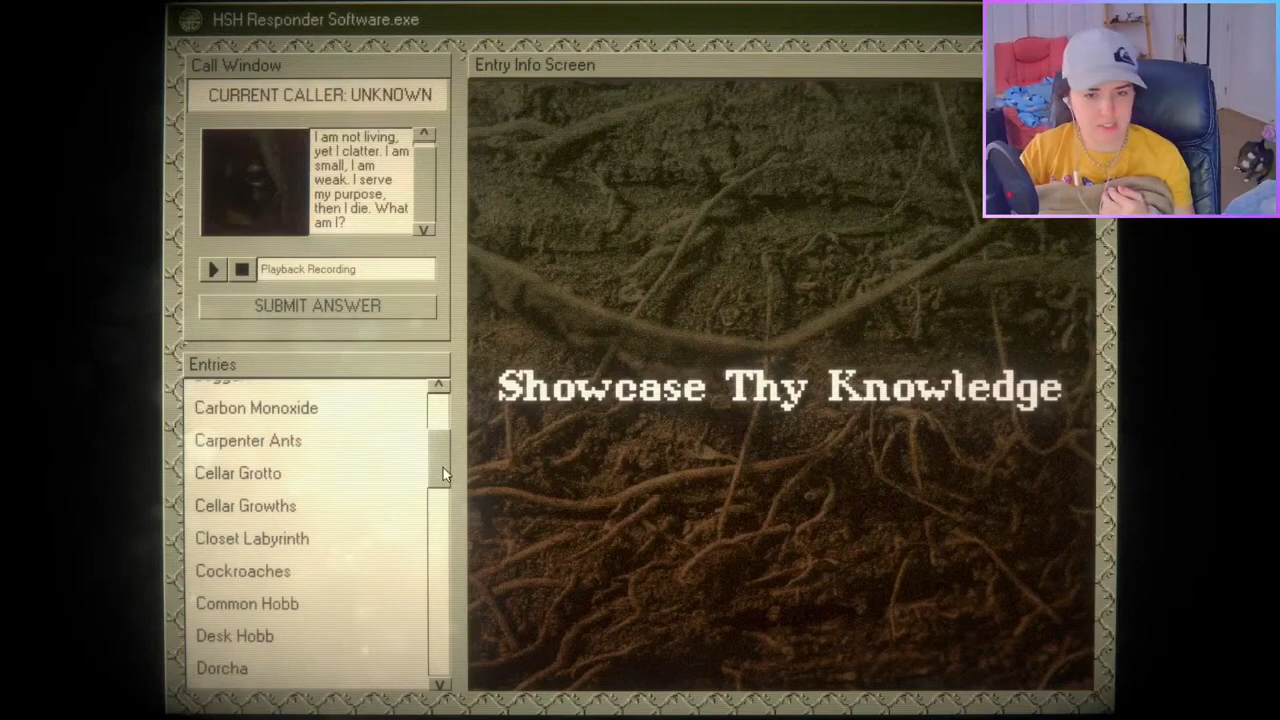 HSH Responder Software.exe
Call Window
CURRENT CALLER: UNKNOWN
I am not living,
yet I clatter. I am
small, I am
weak. I serve
my purpose,
then I die. What
am I?
Playback Recording
SUBMIT ANSWER
Entries
Carbon Monoxide
Carpenter Ants
Cellar Grotto
Cellar Growths
Closet Labyrinth
Cockroaches
Common Hobb
Desk Hobb
Dorcha
Entry Info Screen
Showcase Thy Knowledge